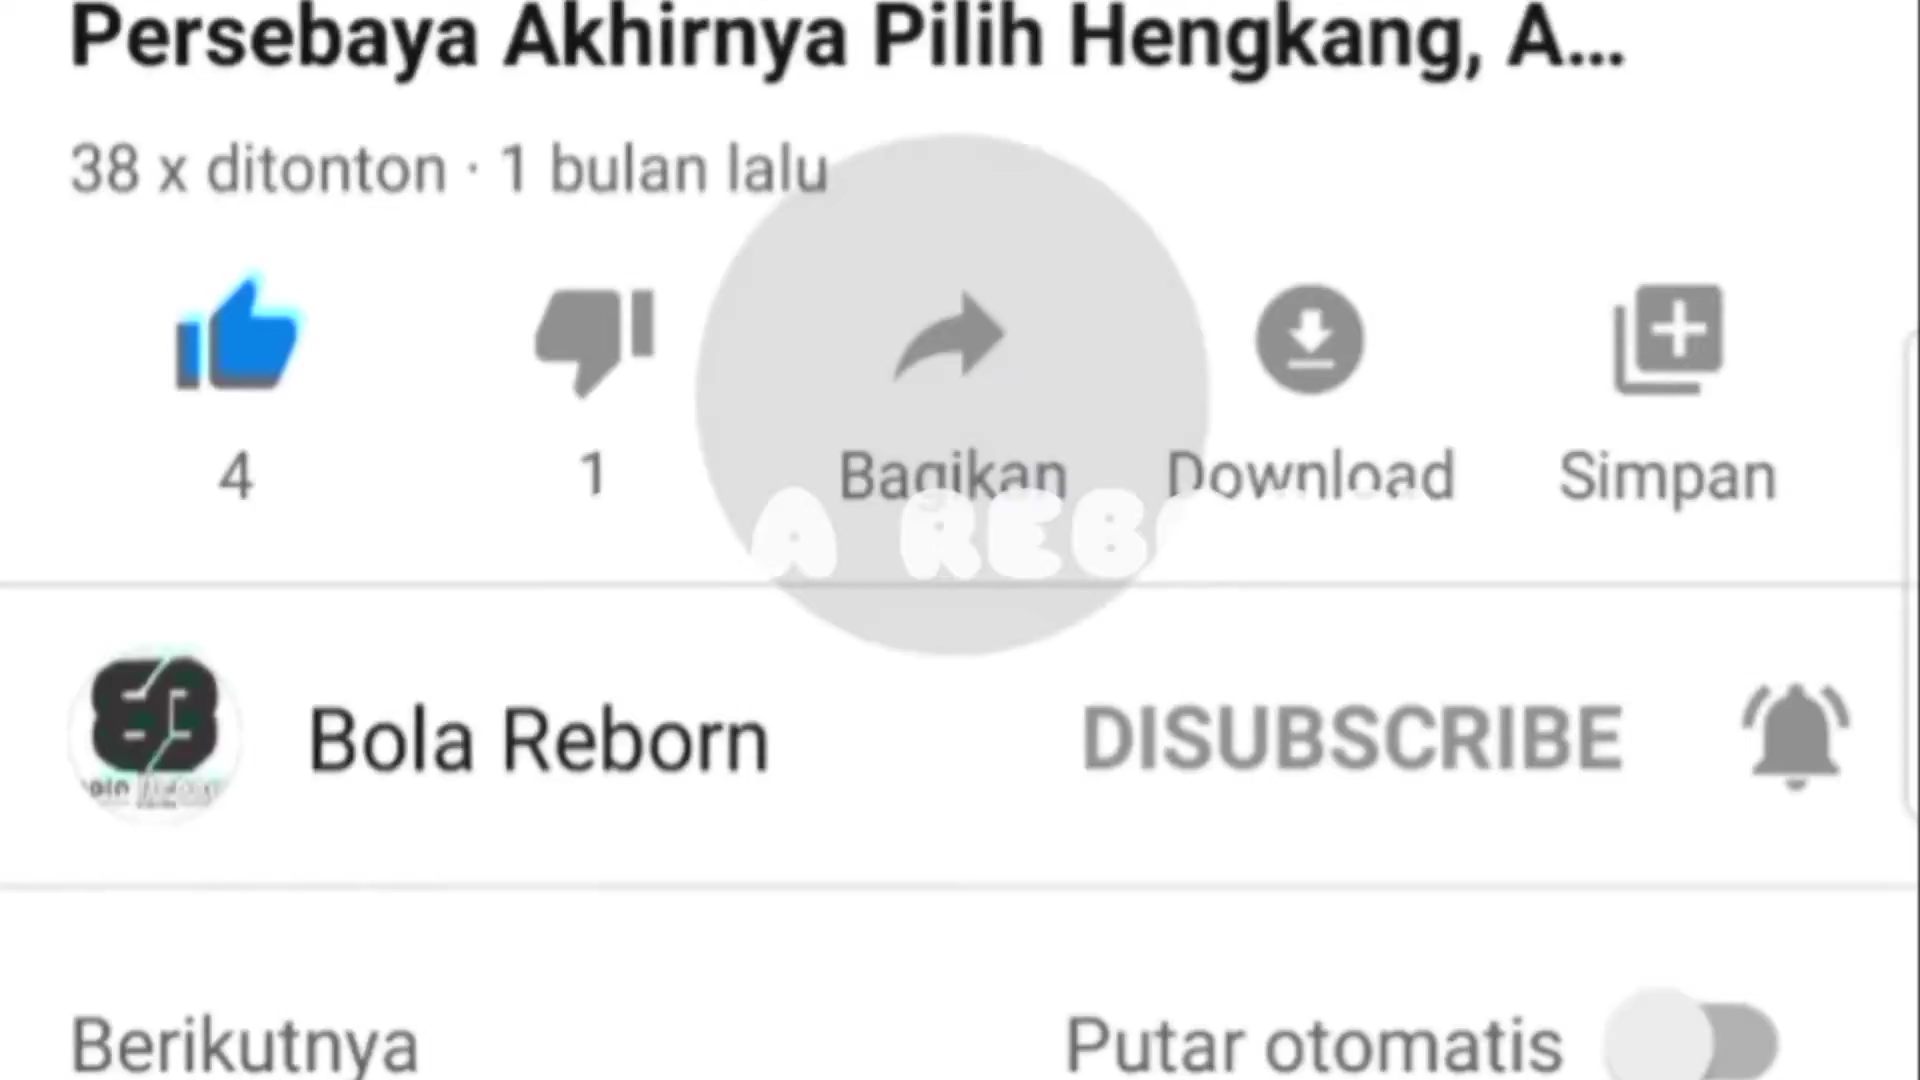 Persebaya Akhirnya Pilih Hengkang, A...
38 x ditonton · 1 bulan lalu
4
1
Bagikan
Download
Simpan
A REB
Bola Reborn
DISUBSCRIBE
Berikutnya
Putar otomatis